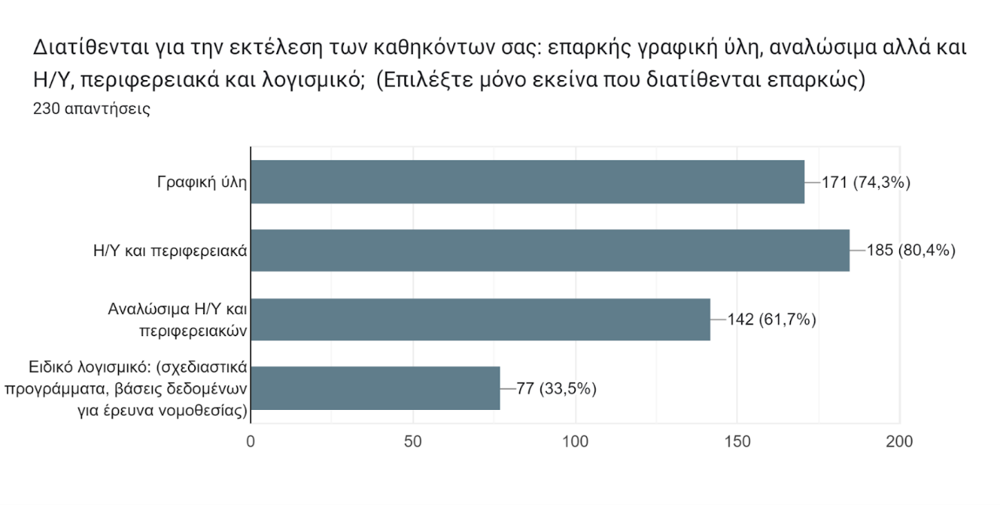 Διατίθενται για την εκτέλεση των καθηκόντων σας: επαρκής γραφική ύλη, αναλώσιμα αλλά και
Η/Υ, περιφερειακά και λογισμικό;  (Επιλέξτε μόνο εκείνα που διατίθενται επαρκώς)
230 απαντήσεις
Γραφική ύλη
171 (74,3%)
Η/Υ και περιφερειακά
185 (80,4%)
Αναλώσιμα Η/Υ και
περιφερειακών
142 (61,7%)
Ειδικό λογισμικό: (σχεδιαστικά
προγράμματα, βάσεις δεδομένων
για έρευνα νομοθεσίας)
77 (33,5%)
0 50 100 150 200